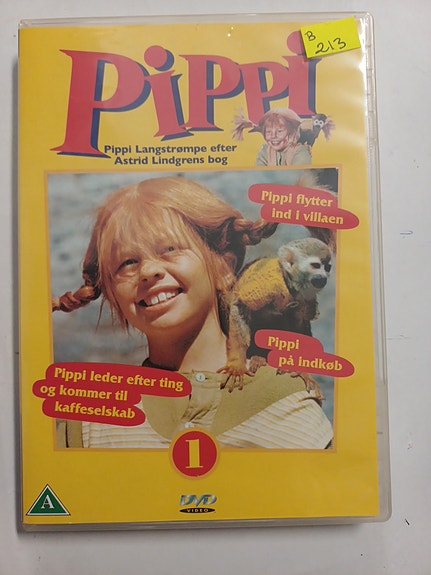 B
213
Pippi
Pippi Langstrømpe efter
Astrid Lindgrens bog
Pippi flytter
ind i villaen
Pippi
på indkøb
Pippi leder efter ting
og kommer til
kaffeselskab
1
A
DVD
VIDEO